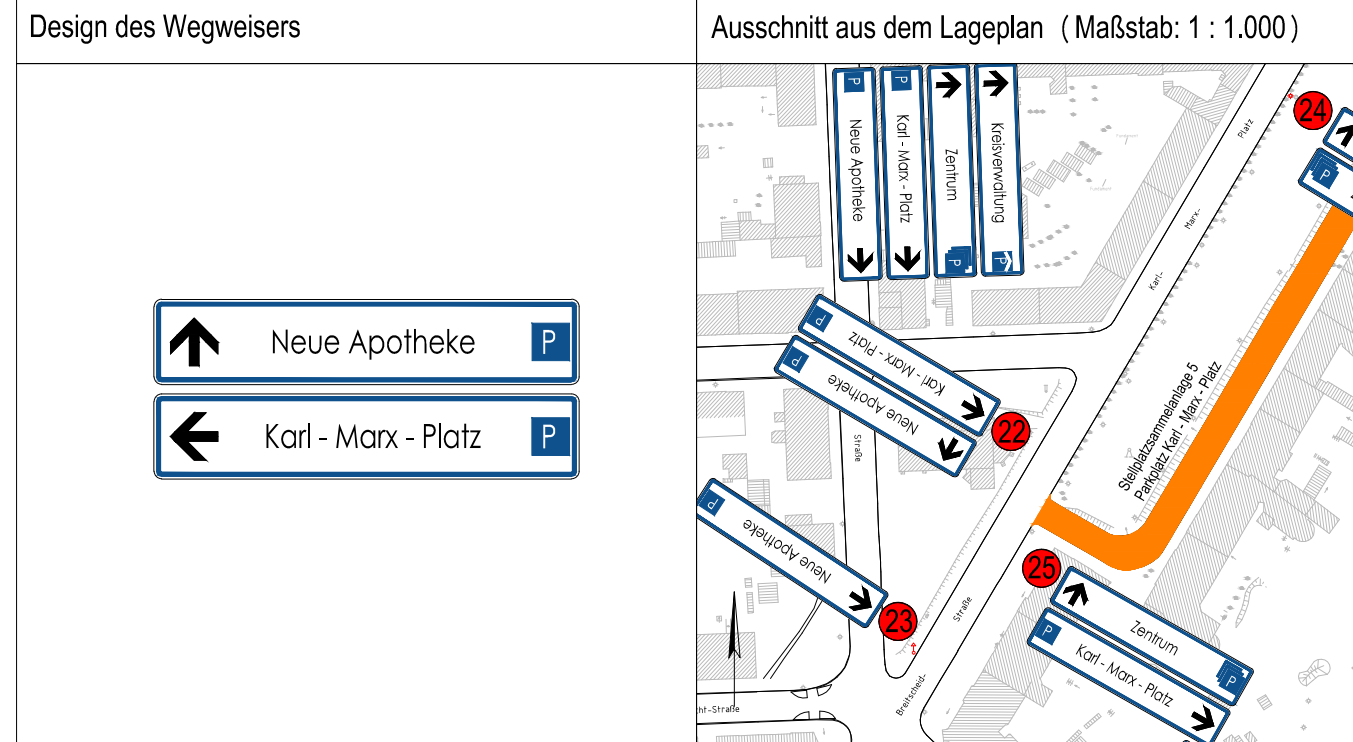 Design des Wegweisers
Ausschnitt aus dem Lageplan (Maßstab: 1 : 1.000)
Neue Apotheke P
Karl - Marx - Platz P
P Neue Apotheke
P Karl - Marx - Platz
Zentrum P
Kreisverwaltung P
24
P
Platz
Marx-
Karl-
P Karl - Marx - Platz
P Neue Apotheke
22
Straße
Stellplatzsammelanlage 5
Parkplatz Karl - Marx - Platz
P Neue Apotheke
23
25
Zentrum P
P Karl - Marx - Platz
Straße
Breitscheid-
ht-Straße